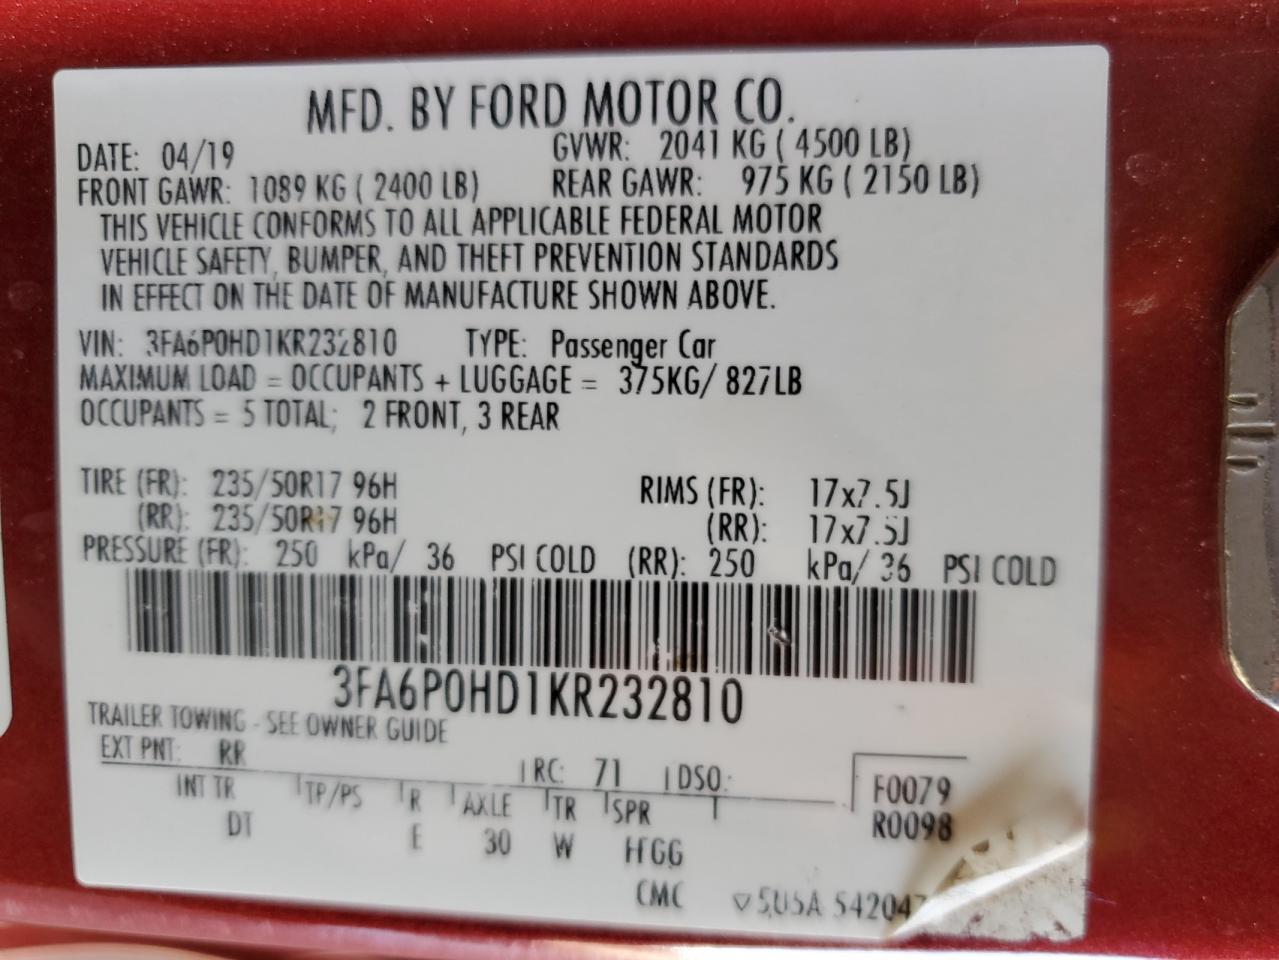 MFD. BY FORD MOTOR CO.
DATE: 04/19 GVWR: 2041 KG ( 4500 LB)
FRONT GAWR: 1089 KG ( 2400 LB) REAR GAWR: 975 KG ( 2150 LB)
THIS VEHICLE CONFORMS TO ALL APPLICABLE FEDERAL MOTOR
VEHICLE SAFETY, BUMPER, AND THEFT PREVENTION STANDARDS
IN EFFECT ON THE DATE OF MANUFACTURE SHOWN ABOVE.
VIN: 3FA6P0HD1KR232810 TYPE: Passenger Car
MAXIMUM LOAD = OCCUPANTS + LUGGAGE = 375KG/ 827LB
OCCUPANTS = 5 TOTAL; 2 FRONT, 3 REAR
TIRE (FR): 235/50R17 96H RIMS (FR): 17x7.5J
(RR): 235/50R17 96H (RR): 17x7.5J
PRESSURE (FR): 250 kPa/ 36 PSI COLD (RR): 250 kPa/ 36 PSI COLD
3FA6P0HD1KR232810
TRAILER TOWING - SEE OWNER GUIDE
EXT PNT: RR RC: 71 DSO:
INT TR TP/PS R AXLE TR SPR F0079
DT E 30 W HFGG R0098
CMC